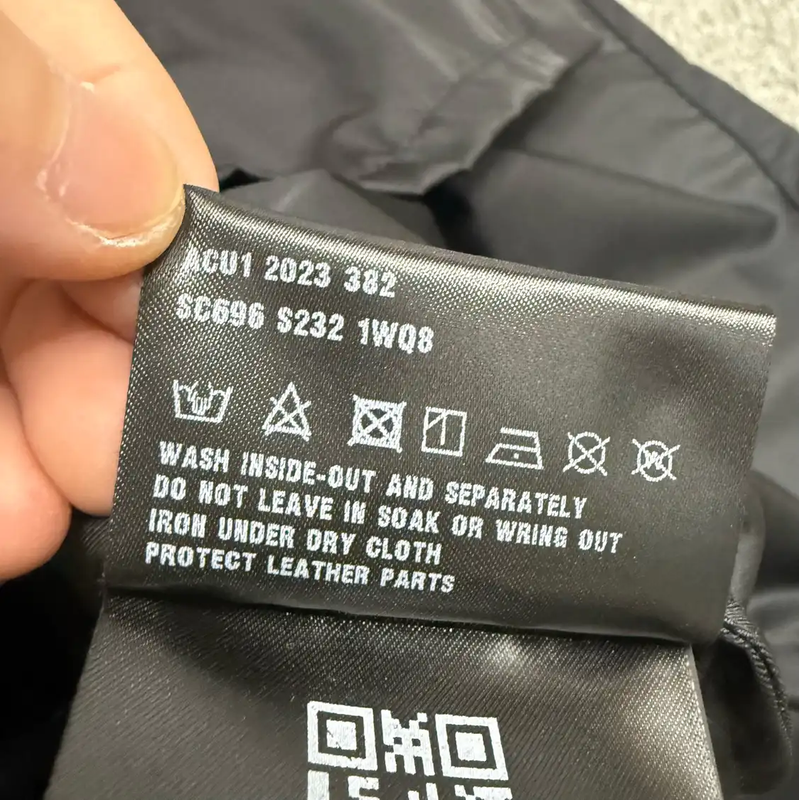 ACU1 2023 382
SC696 S232 1WQ8
W
WASH INSIDE-OUT AND SEPARATELY
DO NOT LEAVE IN SOAK OR WRING OUT
IRON UNDER DRY CLOTH
PROTECT LEATHER PARTS